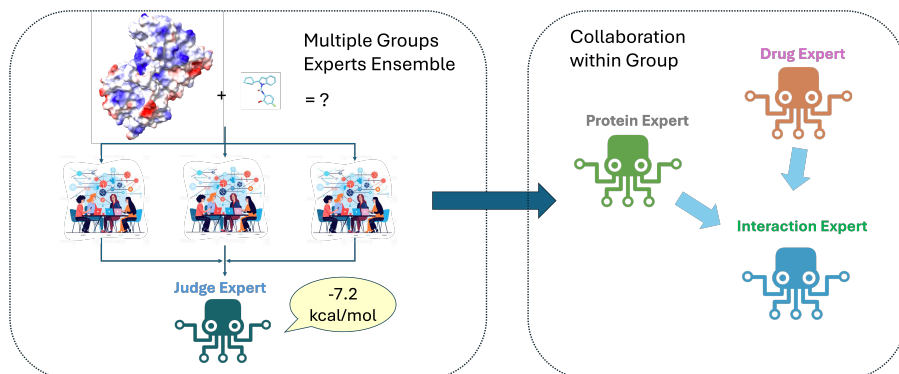 Multiple Groups
Experts Ensemble
+
= ?
Judge Expert
-7.2
kcal/mol
Collaboration
within Group
Drug Expert
Protein Expert
Interaction Expert